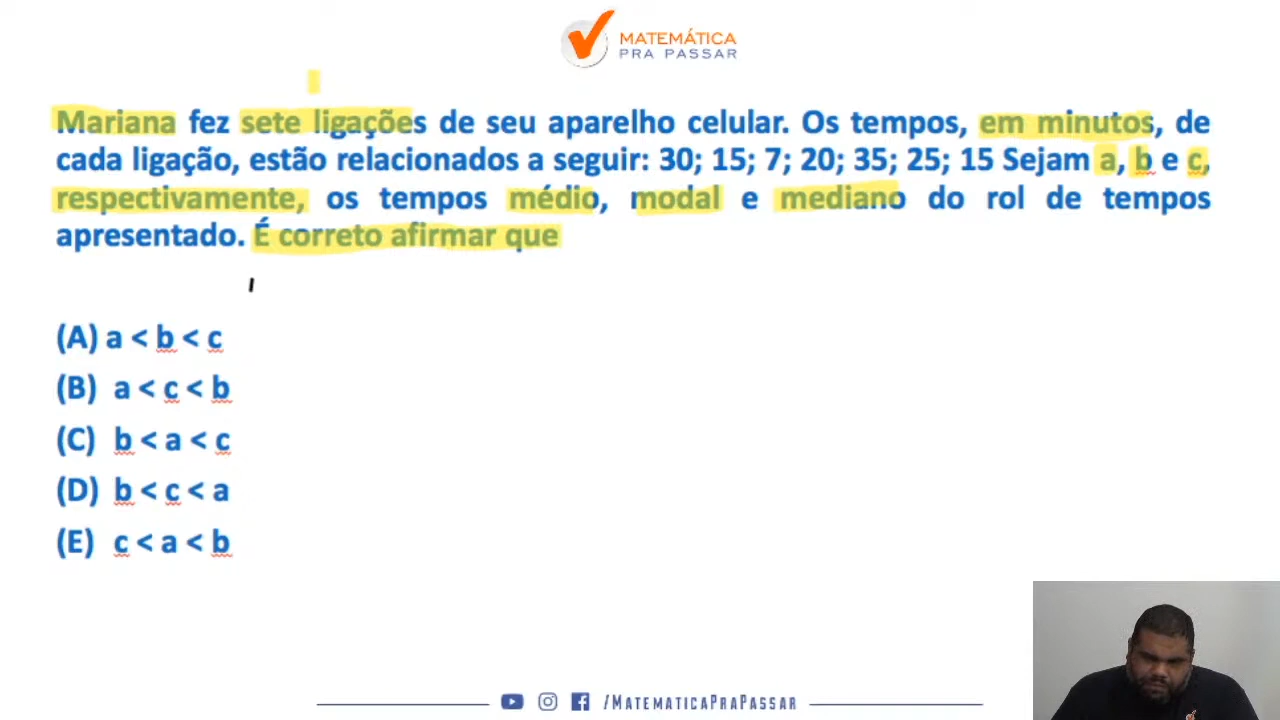 MATEMÁTICA
PRA PASSAR
Mariana fez sete ligações de seu aparelho celular. Os tempos, em minutos, de
cada ligação, estão relacionados a seguir: 30; 15; 7; 20; 35; 25; 15 Sejam a, b e c,
respectivamente, os tempos médio, modal e mediano do rol de tempos
apresentado. É correto afirmar que
(A) a < b < c
(B) a < c < b
(C) b < a < c
(D) b < c < a
(E) c < a < b
/MATEMATICAPRAPASSAR